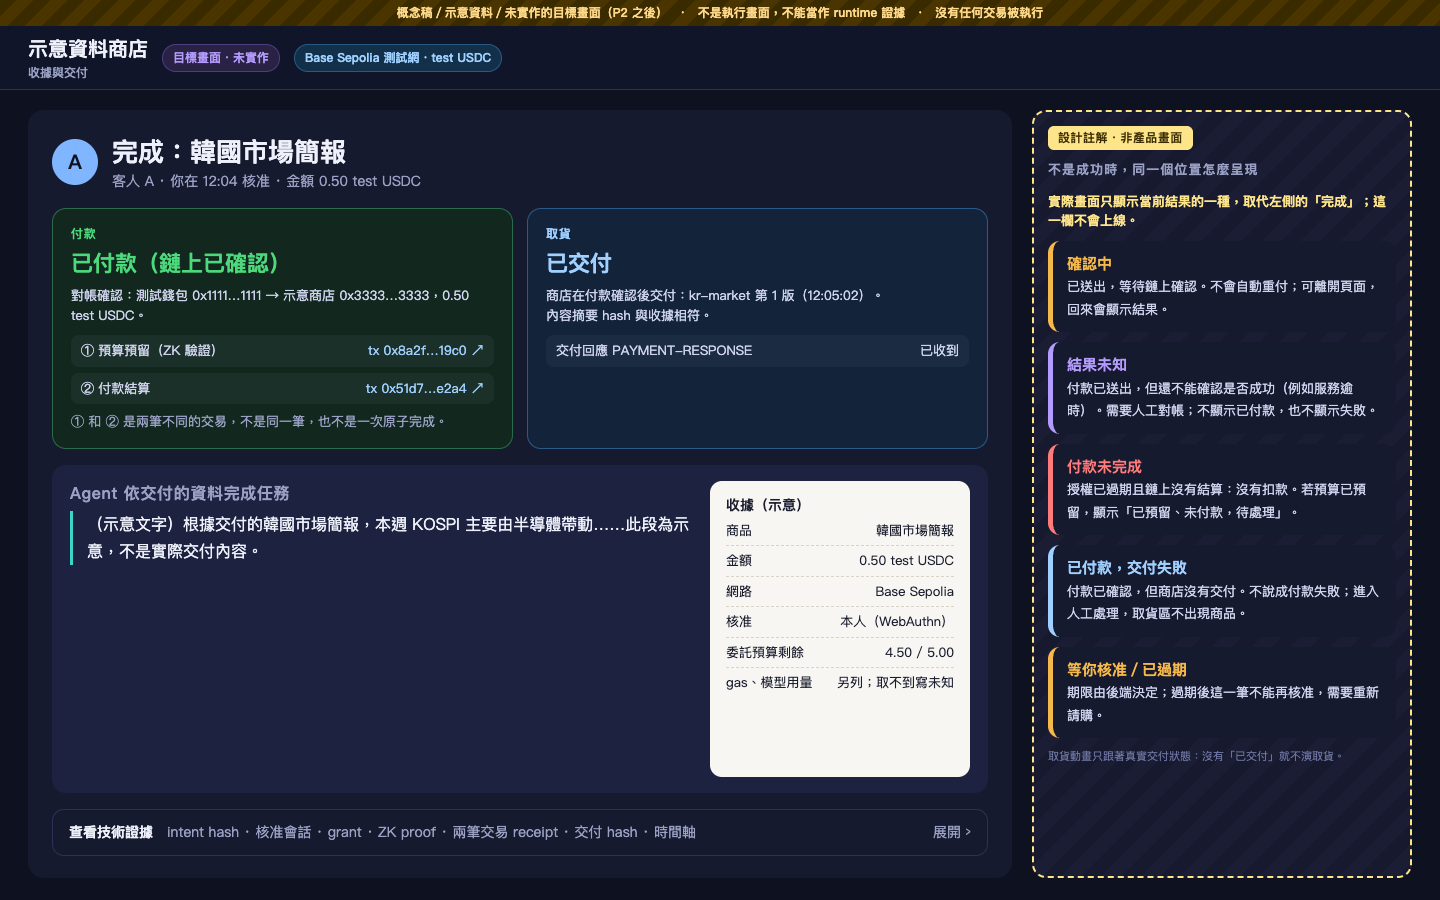 概念稿 / 示意資料 / 未實作的目標畫面（P2 之後） · 不是執行畫面，不能當作 runtime 證據 · 沒有任何交易被執行
示意資料商店
收據與交付
目標畫面 · 未實作
Base Sepolia 測試網 · test USDC
A
完成：韓國市場簡報
客人 A · 你在 12:04 核准 · 金額 0.50 test USDC
付款
已付款（鏈上已確認）
對帳確認：測試錢包 0x1111…1111 → 示意商店 0x3333…3333，0.50
test USDC。
① 預算預留（ZK 驗證） tx 0x8a2f…19c0 ↗
② 付款結算 tx 0x51d7…e2a4 ↗
① 和 ② 是兩筆不同的交易，不是同一筆，也不是一次原子完成。
取貨
已交付
商店在付款確認後交付：kr-market 第 1 版（12:05:02）。
內容摘要 hash 與收據相符。
交付回應 PAYMENT-RESPONSE 已收到
Agent 依交付的資料完成任務
（示意文字）根據交付的韓國市場簡報，本週 KOSPI 主要由半導體帶動……此段為示
意，不是實際交付內容。
收據（示意）
商品 韓國市場簡報
金額 0.50 test USDC
網路 Base Sepolia
核准 本人（WebAuthn）
委託預算剩餘 4.50 / 5.00
gas、模型用量 另列；取不到寫未知
查看技術證據 intent hash · 核准會話 · grant · ZK proof · 兩筆交易 receipt · 交付 hash · 時間軸 展開 ›
設計註解 · 非產品畫面
不是成功時，同一個位置怎麼呈現
實際畫面只顯示當前結果的一種，取代左側的「完成」；這
一欄不會上線。
確認中
已送出，等待鏈上確認。不會自動重付；可離開頁面，
回來會顯示結果。
結果未知
付款已送出，但還不能確認是否成功（例如服務逾
時）。需要人工對帳；不顯示已付款，也不顯示失敗。
付款未完成
授權已過期且鏈上沒有結算：沒有扣款。若預算已預
留，顯示「已預留、未付款，待處理」。
已付款，交付失敗
付款已確認，但商店沒有交付。不說成付款失敗；進入
人工處理，取貨區不出現商品。
等你核准 / 已過期
期限由後端決定；過期後這一筆不能再核准，需要重新
請購。
取貨動畫只跟著真實交付狀態：沒有「已交付」就不演取貨。